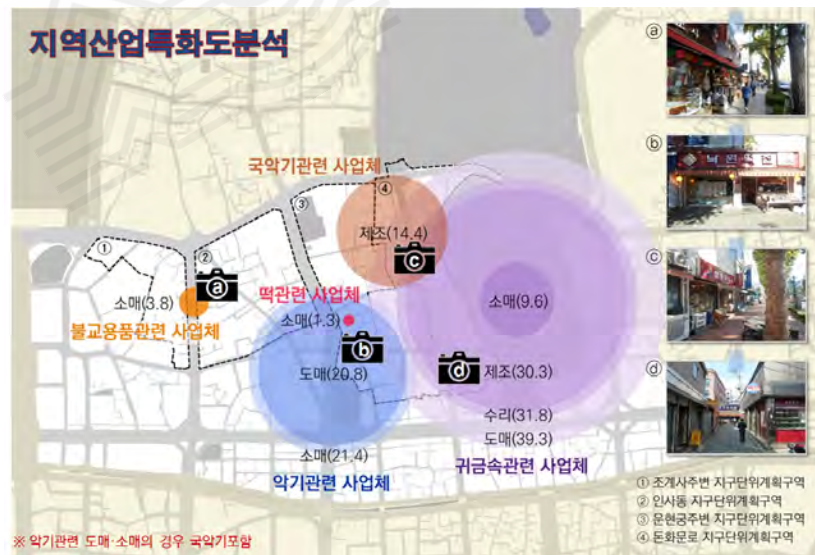 지역산업특화도분석
국악기관련 사업체
제조(14.4)
ⓒ
①
②
③
④
ⓐ
소매(3.8)
불교용품관련 사업체
떡관련 사업체
소매(1.3)
ⓑ
도매(20.8)
소매(21.4)
악기관련 사업체
소매(9.6)
ⓓ
제조(30.3)
수리(31.8)
도매(39.3)
귀금속관련 사업체
※ 악기관련 도매·소매의 경우 국악기포함
ⓐ
ⓑ
ⓒ
ⓓ
① 조계사주변 지구단위계획구역
② 인사동 지구단위계획구역
③ 운현궁주변 지구단위계획구역
④ 돈화문로 지구단위계획구역